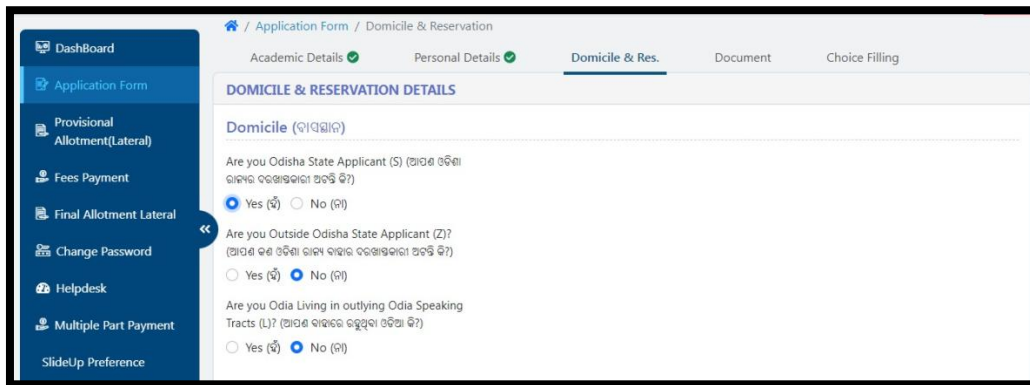 / Application Form / Domicile & Reservation
DashBoard
Application Form
Provisional
Allotment(Lateral)
Fees Payment
Final Allotment Lateral
Change Password
Helpdesk
Multiple Part Payment
SlideUp Preference
Academic Details
Personal Details
Domicile & Res.
Document
Choice Filling
DOMICILE & RESERVATION DETAILS
Domicile (ବାସସ୍ଥାନ)
Are you Odisha State Applicant (S) (ଆପଣ ଓଡିଶା
ରାଜ୍ୟର ଦରଖାସ୍ତକାରୀ ଅଟନ୍ତି କି?)
Yes (ହଁ) No (ନା)
Are you Outside Odisha State Applicant (Z)?
(ଆପଣ କଣ ଓଡିଶା ରାଜ୍ୟ ବାହାର ଦରଖାସ୍ତକାରୀ ଅଟନ୍ତି କି?)
Yes (ହଁ) No (ନା)
Are you Odia Living in outlying Odia Speaking
Tracts (L)? (ଆପଣ ବାହାରେ ରହୁଥିବା ଓଡିଆ କି?)
Yes (ହଁ) No (ନା)